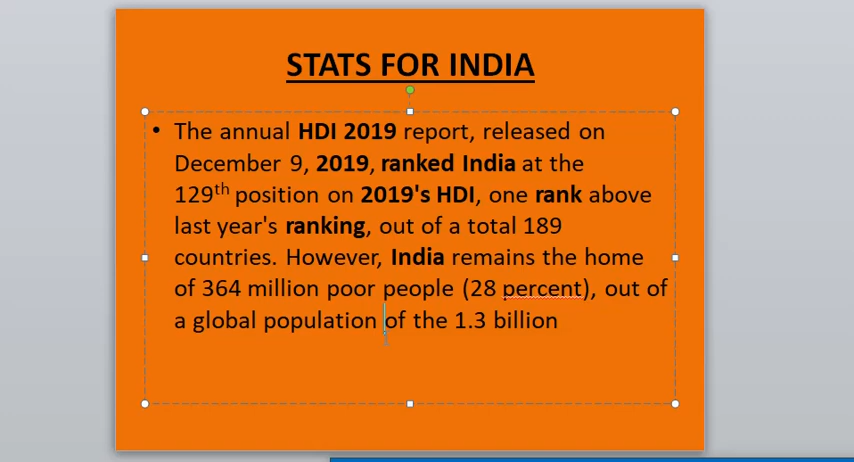 STATS FOR INDIA
• The annual HDI 2019 report, released on
December 9, 2019, ranked India at the
129th position on 2019's HDI, one rank above
last year's ranking, out of a total 189
countries. However, India remains the home
of 364 million poor people (28 percent), out of
a global population of the 1.3 billion